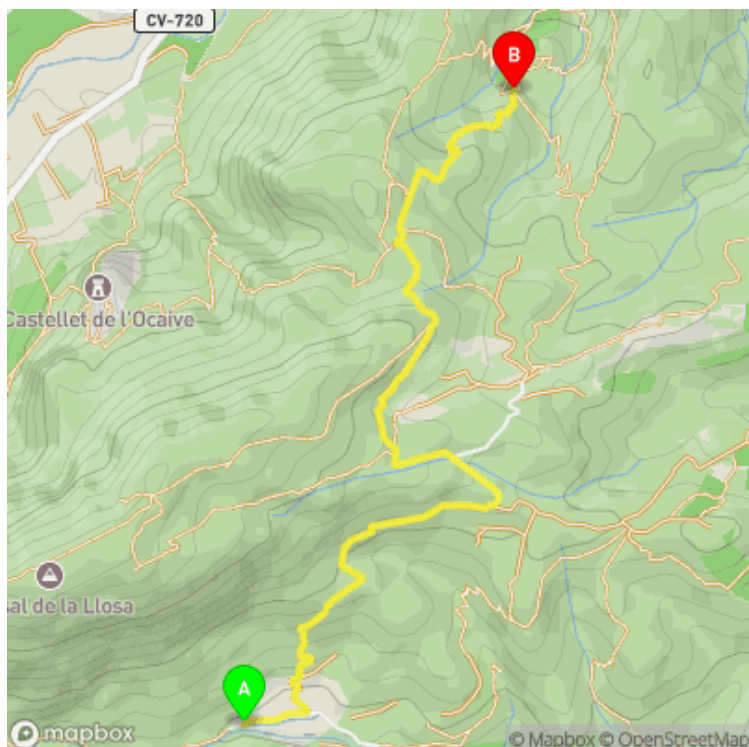 CV-720
B
Castellet de l'Ocaive
sal de la Llosa
A
mapbox
© Mapbox © OpenStreetMap